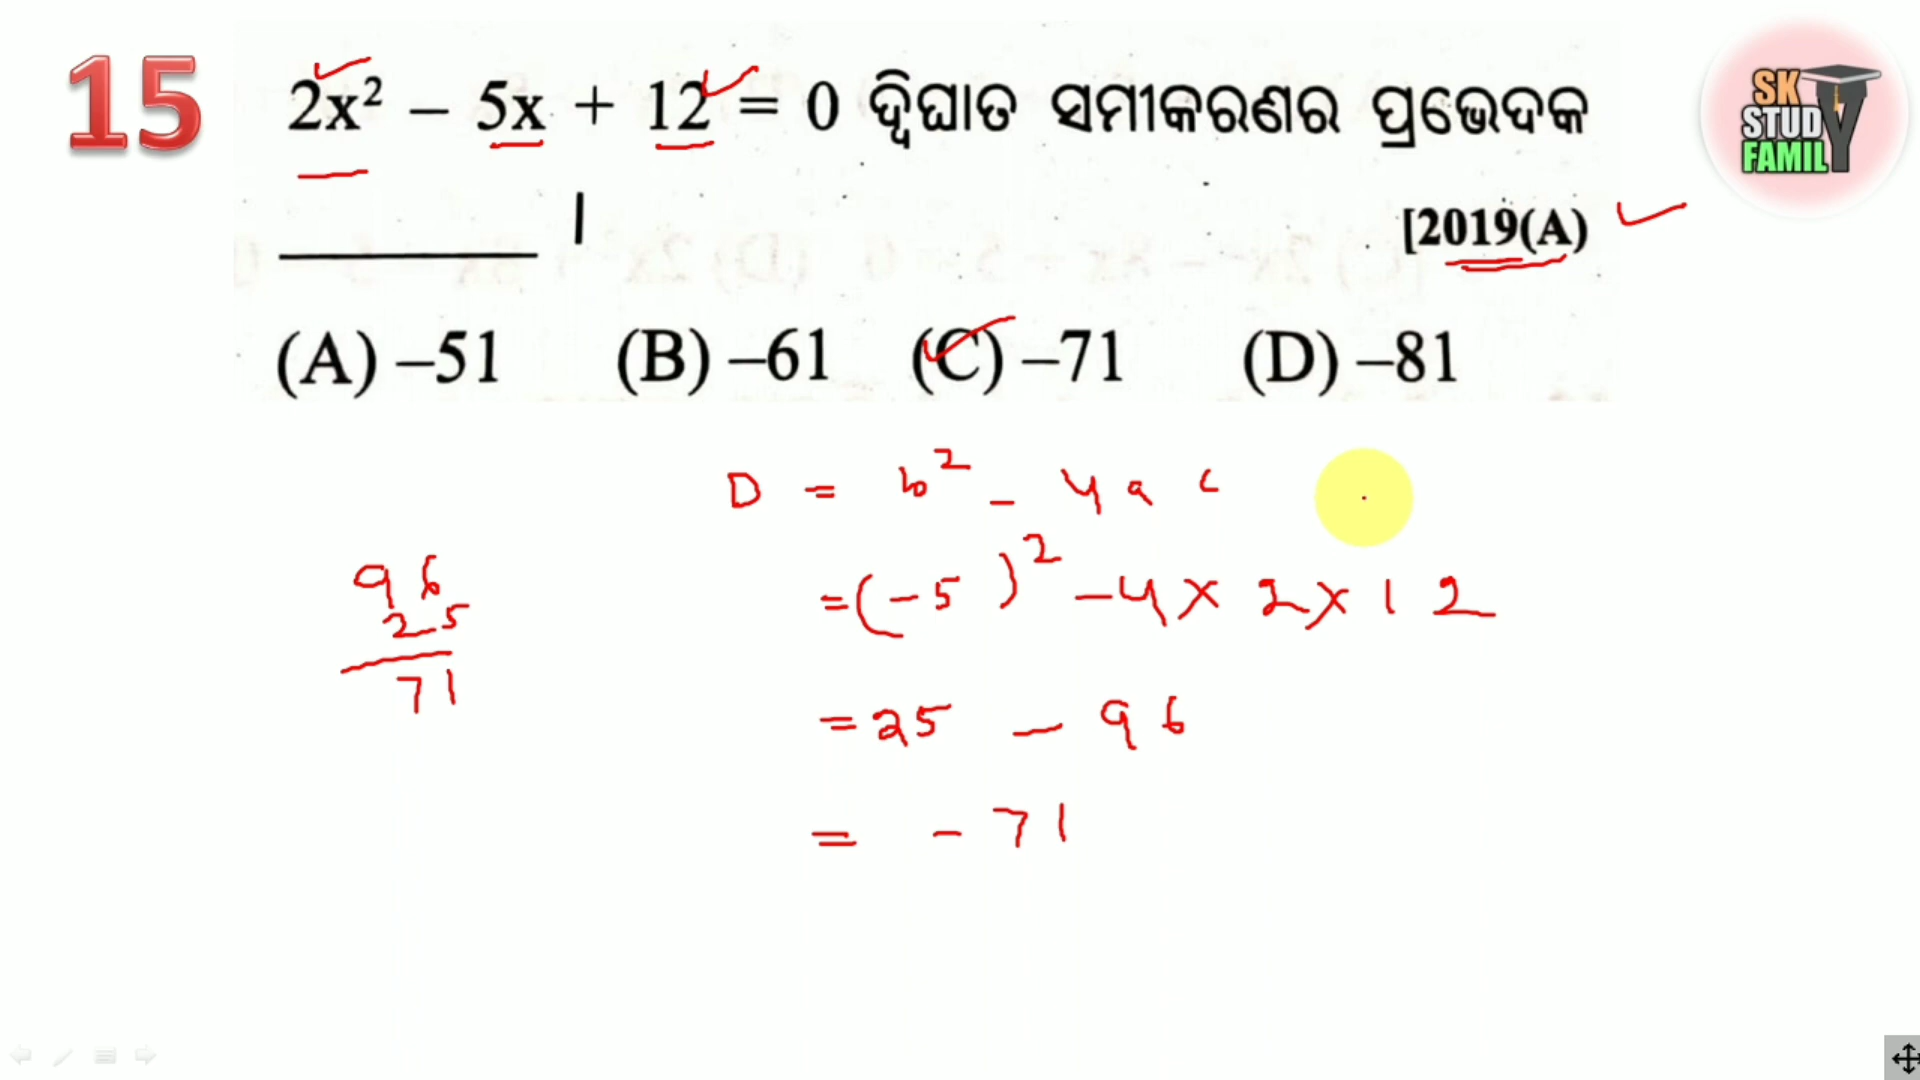 15
2x² – 5x + 12 = 0 ଦ୍ୱିଘାତ ସମୀକରଣର ପ୍ରଭେଦକ
_________ |
[2019(A)
(A) –51 (B) –61 (C) –71 (D) –81
D = b² - 4ac
= (-5)² - 4 × 2 × 12
= 25 - 96
= - 71
96
25
71
SK
STUDY
FAMILY